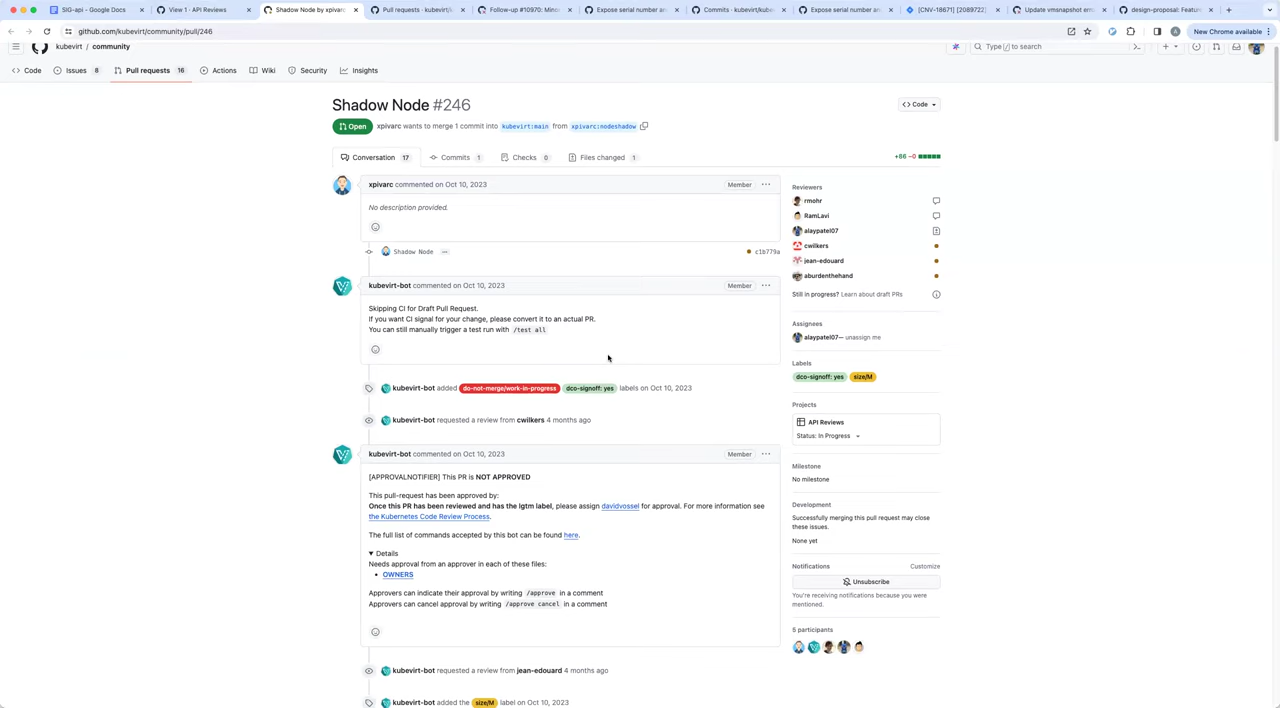 SIG-api - Google Docs
View 1 · API Reviews
Shadow Node by xpivarc
Pull requests · kubevirt/
Follow-up #10970: Mino
Expose serial number an
Commits · kubevirt/kube
Expose serial number an
[CNV-18671] [2089722]
Update vmsnapshot erro
design-proposal: Featur
github.com/kubevirt/community/pull/246
New Chrome available
kubevirt / community
Type / to search
Code
Issues 8
Pull requests 16
Actions
Wiki
Security
Insights
Shadow Node #246
Code
Open xpivarc wants to merge 1 commit into kubevirt:main from xpivarc:nodeshadow
Conversation 17
Commits 1
Checks 0
Files changed 1
+86 −0
xpivarc commented on Oct 10, 2023
Member
No description provided.
Shadow Node
c1b779a
kubevirt-bot commented on Oct 10, 2023
Member
Skipping CI for Draft Pull Request.
If you want CI signal for your change, please convert it to an actual PR.
You can still manually trigger a test run with /test all
kubevirt-bot added do-not-merge/work-in-progress dco-signoff: yes labels on Oct 10, 2023
kubevirt-bot requested a review from cwilkers 4 months ago
kubevirt-bot commented on Oct 10, 2023
Member
[APPROVALNOTIFIER] This PR is NOT APPROVED
This pull-request has been approved by:
Once this PR has been reviewed and has the lgtm label, please assign davidvossel for approval. For more information see
the Kubernetes Code Review Process.
The full list of commands accepted by this bot can be found here.
Details
Needs approval from an approver in each of these files:
• OWNERS
Approvers can indicate their approval by writing /approve in a comment
Approvers can cancel approval by writing /approve cancel in a comment
kubevirt-bot requested a review from jean-edouard 4 months ago
kubevirt-bot added the size/M label on Oct 10, 2023
Reviewers
rmohr
RamLavi
alaypatel07
cwilkers
jean-edouard
aburdenthehand
Still in progress? Learn about draft PRs
Assignees
alaypatel07— unassign me
Labels
dco-signoff: yes size/M
Projects
API Reviews
Status: In Progress
Milestone
No milestone
Development
Successfully merging this pull request may close
these issues.
None yet
Notifications
Customize
Unsubscribe
You're receiving notifications because you were
mentioned.
5 participants